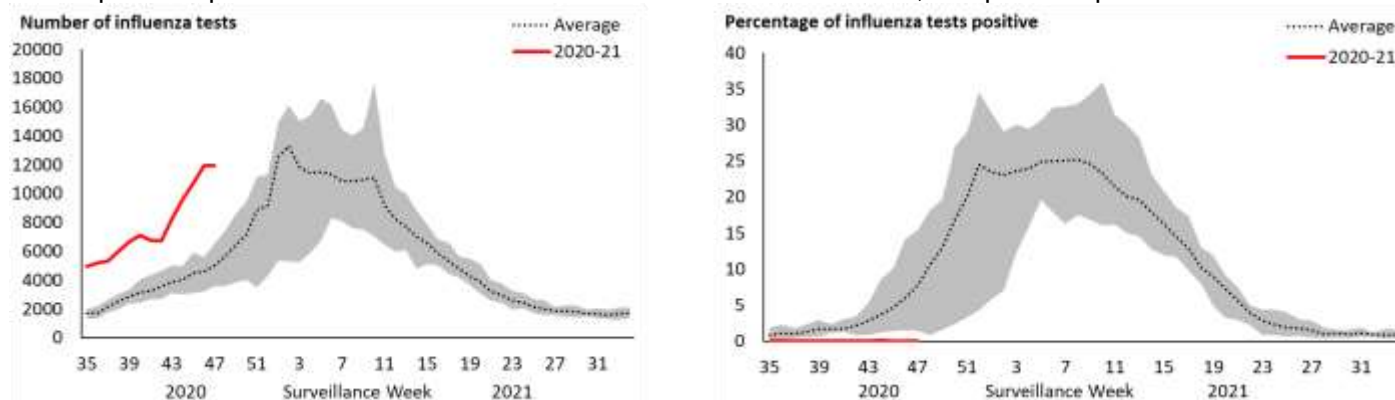 Number of influenza tests
Average
2020-21
20000
18000
16000
14000
12000
10000
8000
6000
4000
2000
0
35 39 43 47 51 3 7 11 15 19 23 27 31
2020 Surveillance Week 2021
Percentage of influenza tests positive
Average
2020-21
40
35
30
25
20
15
10
5
0
35 39 43 47 51 3 7 11 15 19 23 27 31
2020 Surveillance Week 2021